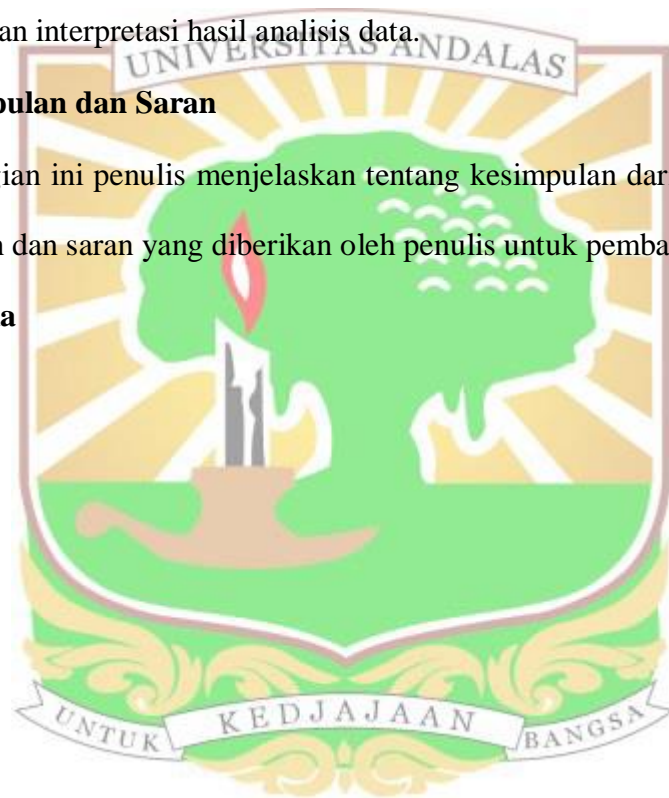 an interpretasi hasil analisis data.
UNIVERSITAS ANDALAS
pulan dan Saran
gian ini penulis menjelaskan tentang kesimpulan dar
n dan saran yang diberikan oleh penulis untuk pemba
a
UNTUK KEDJAJAAN BANGSA